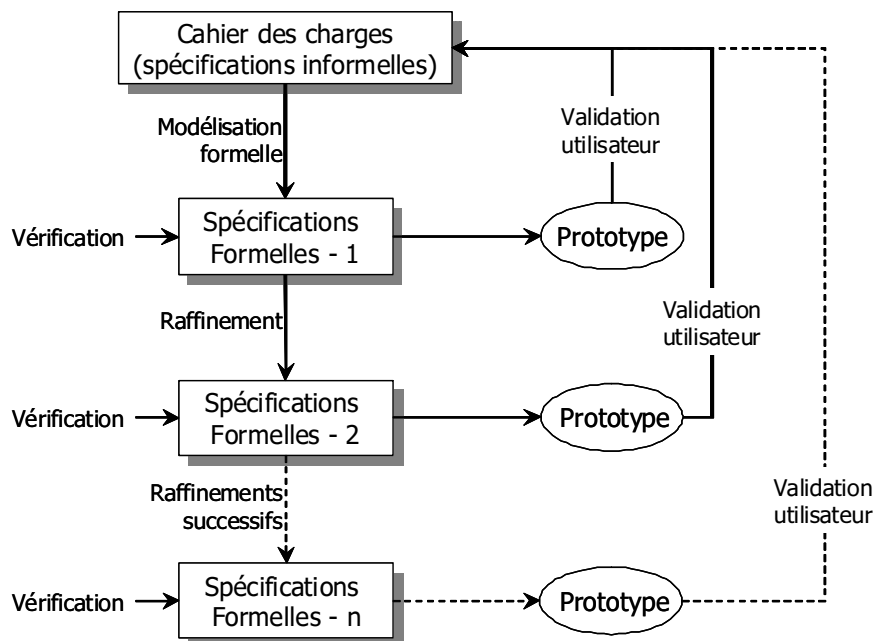 Cahier des charges
(spécifications informelles)
Modélisation
formelle
Validation
utilisateur
Vérification
Spécifications
Formelles - 1
Prototype
Raffinement
Validation
utilisateur
Vérification
Spécifications
Formelles - 2
Prototype
Raffinements
successifs
Validation
utilisateur
Vérification
Spécifications
Formelles - n
Prototype